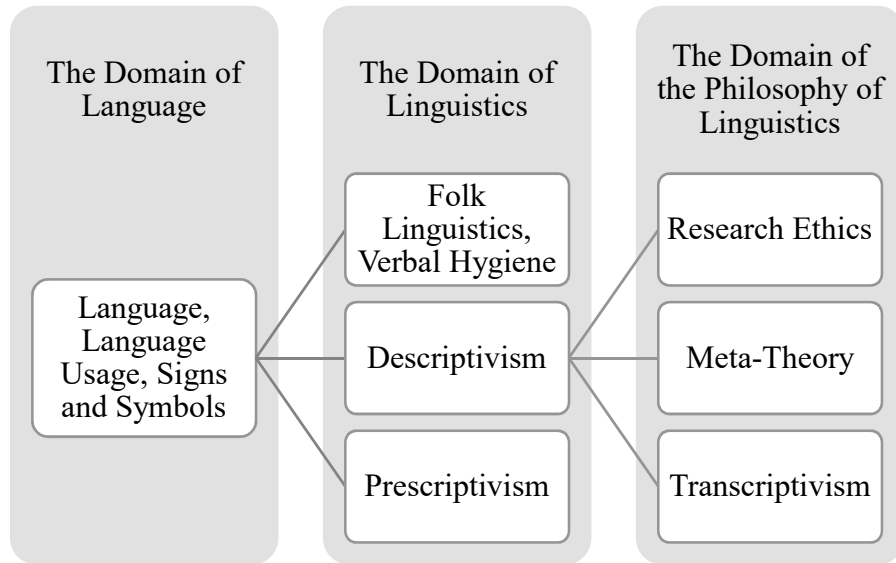 The Domain of
Language
The Domain of
Linguistics
The Domain of
the Philosophy of
Linguistics
Language,
Language
Usage, Signs
and Symbols
Folk
Linguistics,
Verbal Hygiene
Descriptivism
Prescriptivism
Research Ethics
Meta-Theory
Transcriptivism